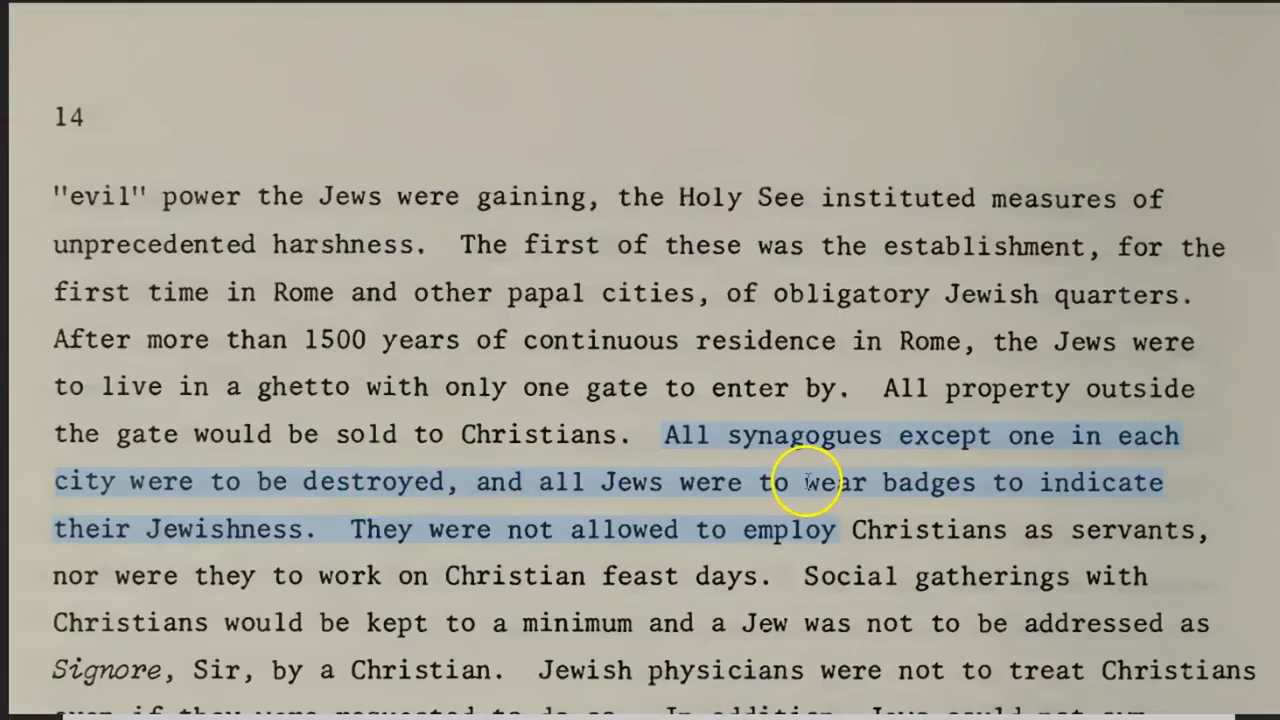 14
"evil" power the Jews were gaining, the Holy See instituted measures of
unprecedented harshness. The first of these was the establishment, for the
first time in Rome and other papal cities, of obligatory Jewish quarters.
After more than 1500 years of continuous residence in Rome, the Jews were
to live in a ghetto with only one gate to enter by. All property outside
the gate would be sold to Christians. All synagogues except one in each
city were to be destroyed, and all Jews were to wear badges to indicate
their Jewishness. They were not allowed to employ Christians as servants,
nor were they to work on Christian feast days. Social gatherings with
Christians would be kept to a minimum and a Jew was not to be addressed as
Signore, Sir, by a Christian. Jewish physicians were not to treat Christians